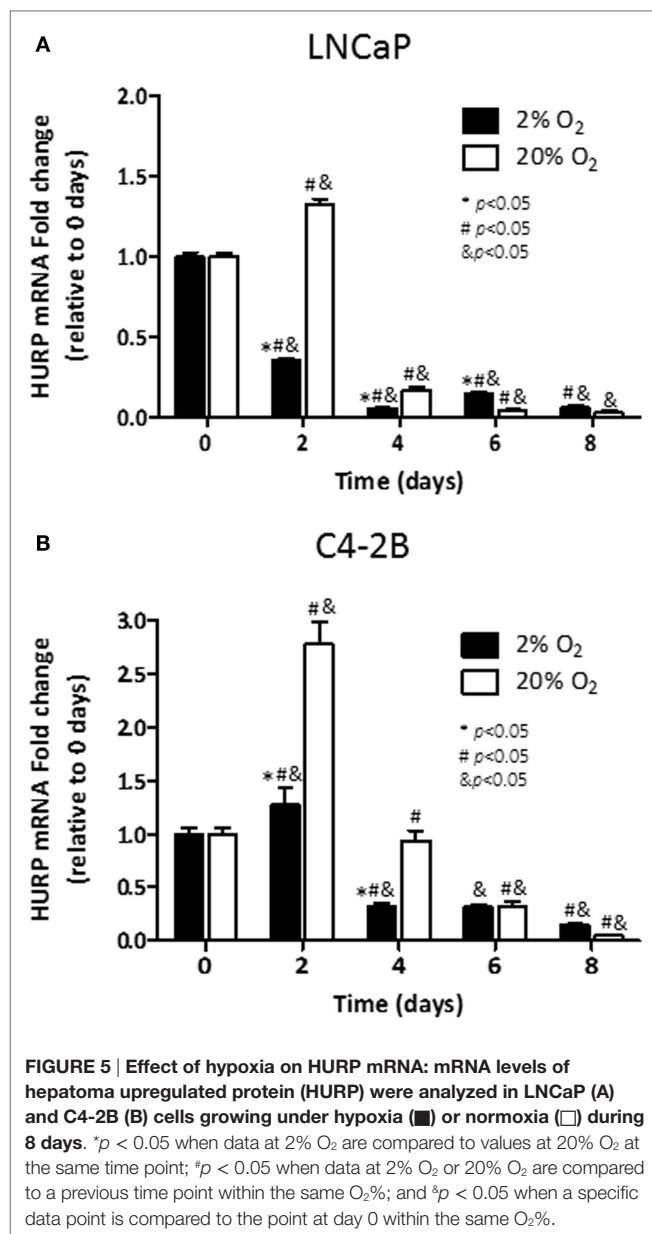 A
LNCaP
HURP mRNA Fold change
(relative to 0 days)
2.0
1.5
1.0
0.5
0.0
2% O₂
20% O₂
* p<0.05
# p<0.05
&p<0.05
*#&
#&
*#&
#&
*#&
#&
#&
&
0 2 4 6 8
Time (days)
B
C4-2B
HURP mRNA Fold change
(relative to 0 days)
3.0
2.5
2.0
1.5
1.0
0.5
0.0
2% O₂
20% O₂
* p<0.05
# p<0.05
&p<0.05
*#&
#&
*#&
#
&
#&
#&
#&
0 2 4 6 8
Time (days)
FIGURE 5 | Effect of hypoxia on HURP mRNA: mRNA levels of
hepatoma upregulated protein (HURP) were analyzed in LNCaP (A)
and C4-2B (B) cells growing under hypoxia (■) or normoxia (□) during
8 days. *p < 0.05 when data at 2% O₂ are compared to values at 20% O₂ at
the same time point; #p < 0.05 when data at 2% O₂ or 20% O₂ are compared
to a previous time point within the same O₂%; and &p < 0.05 when a specific
data point is compared to the point at day 0 within the same O₂%.